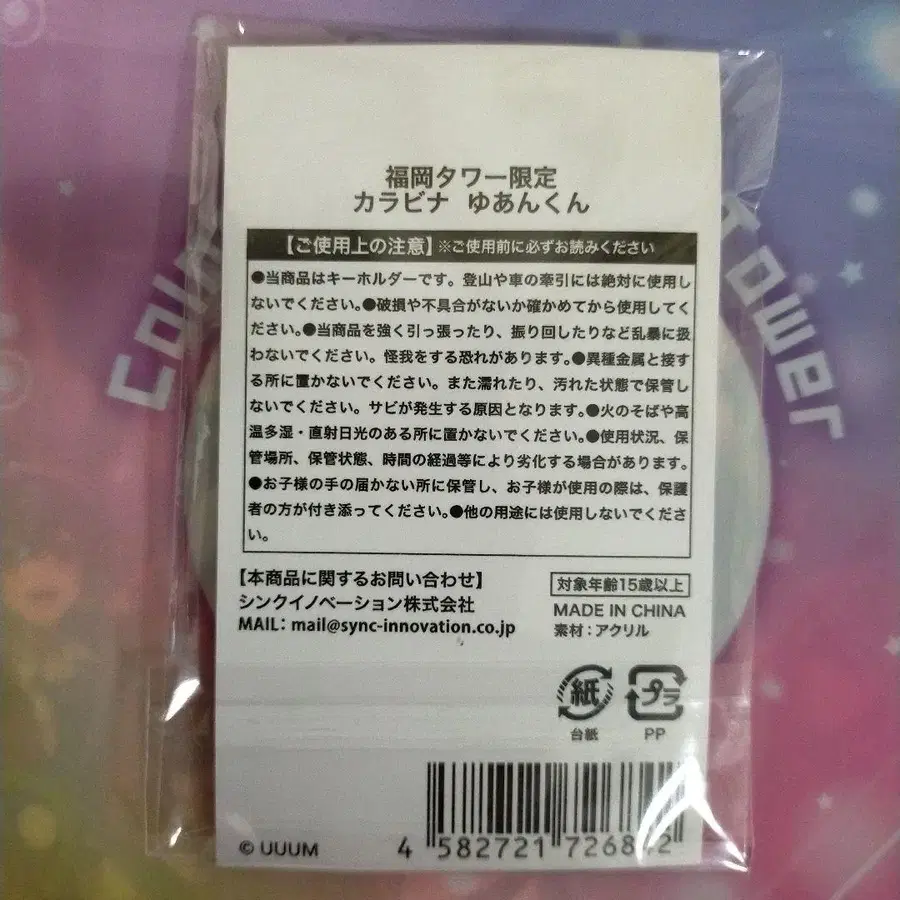 福岡タワー限定
カラビナ ゆあんくん
【ご使用上の注意】※ご使用前に必ずお読みください
●当商品はキーホルダーです。登山や車の牽引には絶対に使用し
ないでください。●破損や不具合がないか確かめてから使用してく
ださい。●当商品を強く引っ張ったり、振り回したりなど乱暴に扱
わないでください。怪我をする恐れがあります。●異種金属と接す
る所に置かないでください。また濡れたり、汚れた状態で保管し
ないでください。サビが発生する原因となります。●火のそばや高
温多湿・直射日光のある所に置かないでください。●使用状況、保
管場所、保管状態、時間の経過等により劣化する場合があります。
●お子様の手の届かない所に保管し、お子様が使用の際は、保護
者の方が付き添ってください。●他の用途には使用しないでくださ
い。
【本商品に関するお問い合わせ】
シンクイノベーション株式会社
MAIL: mail@sync-innovation.co.jp
対象年齢15歳以上
MADE IN CHINA
素材：アクリル
紙
台紙
プラ
PP
© UUUM
4 582721 726842
Tower